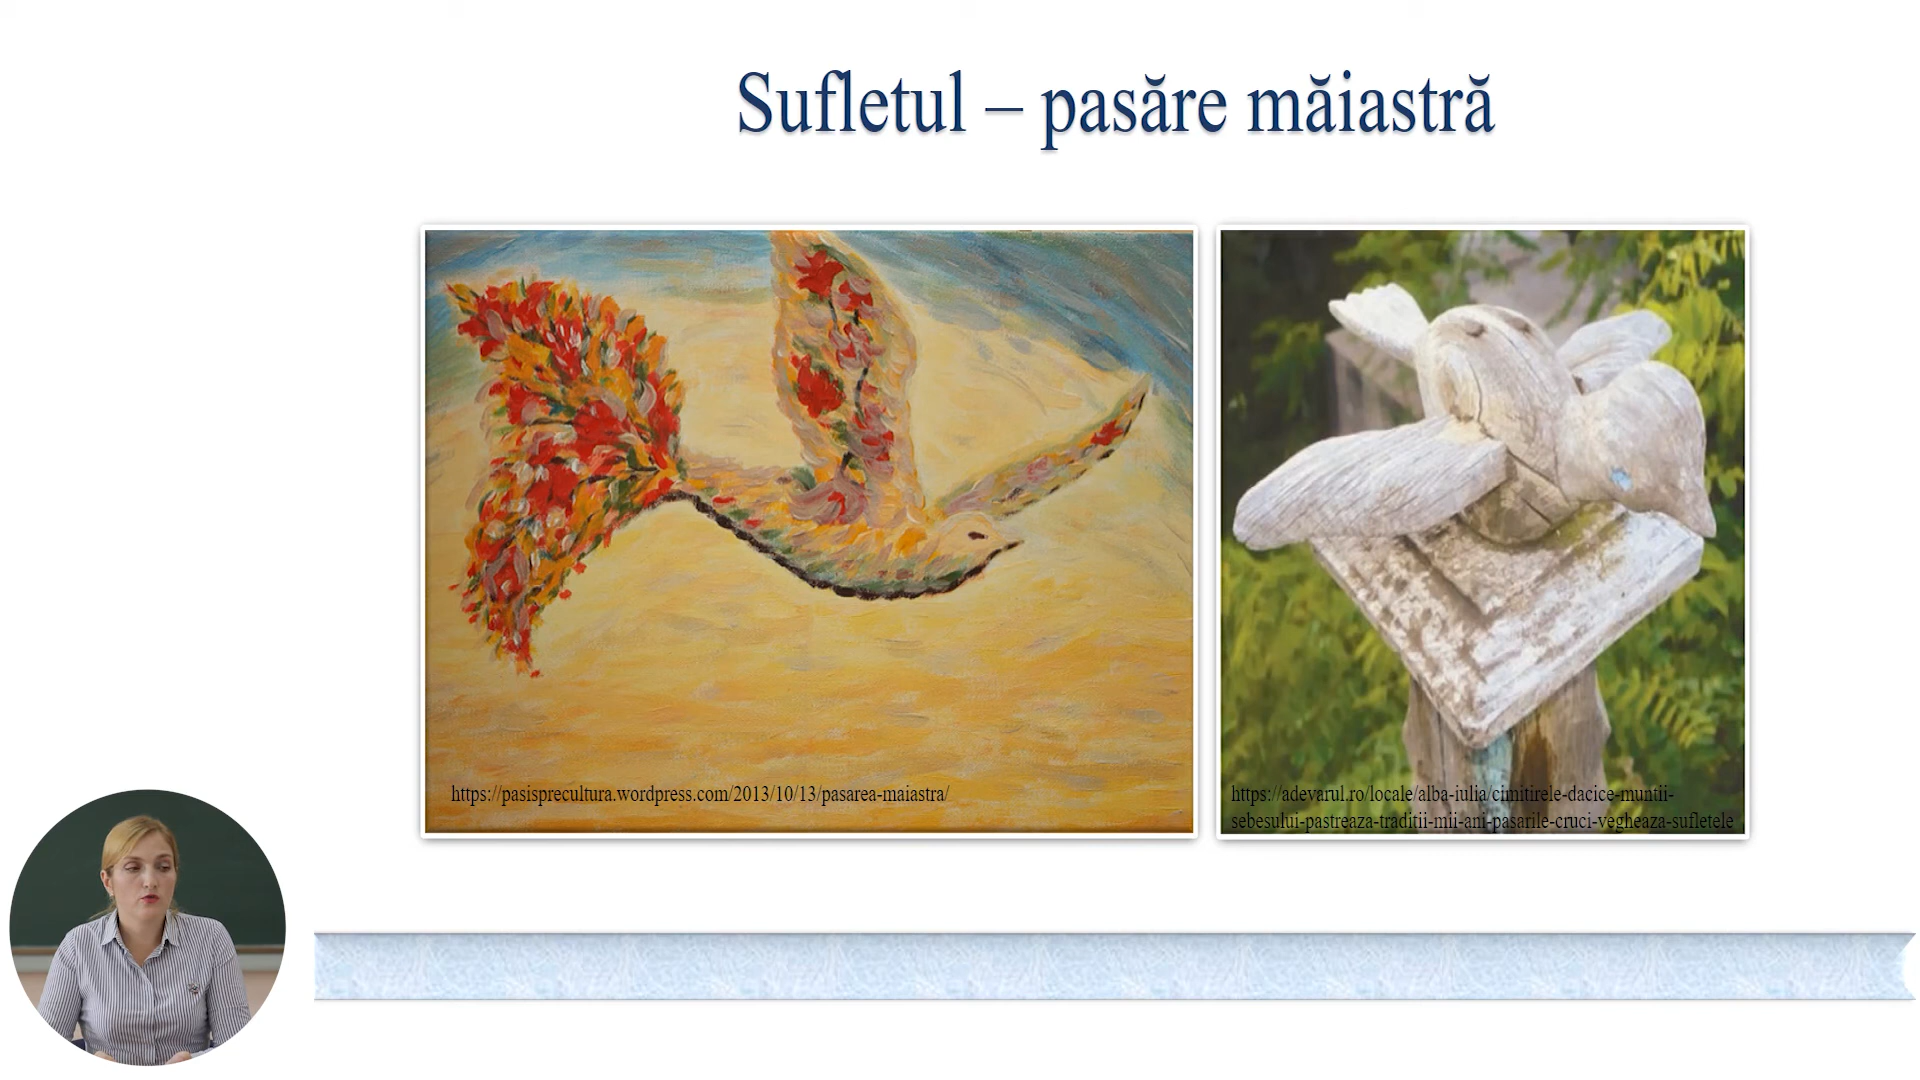 Sufletul – pasăre măiastră
https://pasisprecultura.wordpress.com/2013/10/13/pasarea-maiastra/
https://adevarul.ro/locale/alba-iulia/cimitirele-dacice-muntii-
sebesului-pastreaza-traditii-mii-ani-pasarile-cruci-vegheaza-sufletele